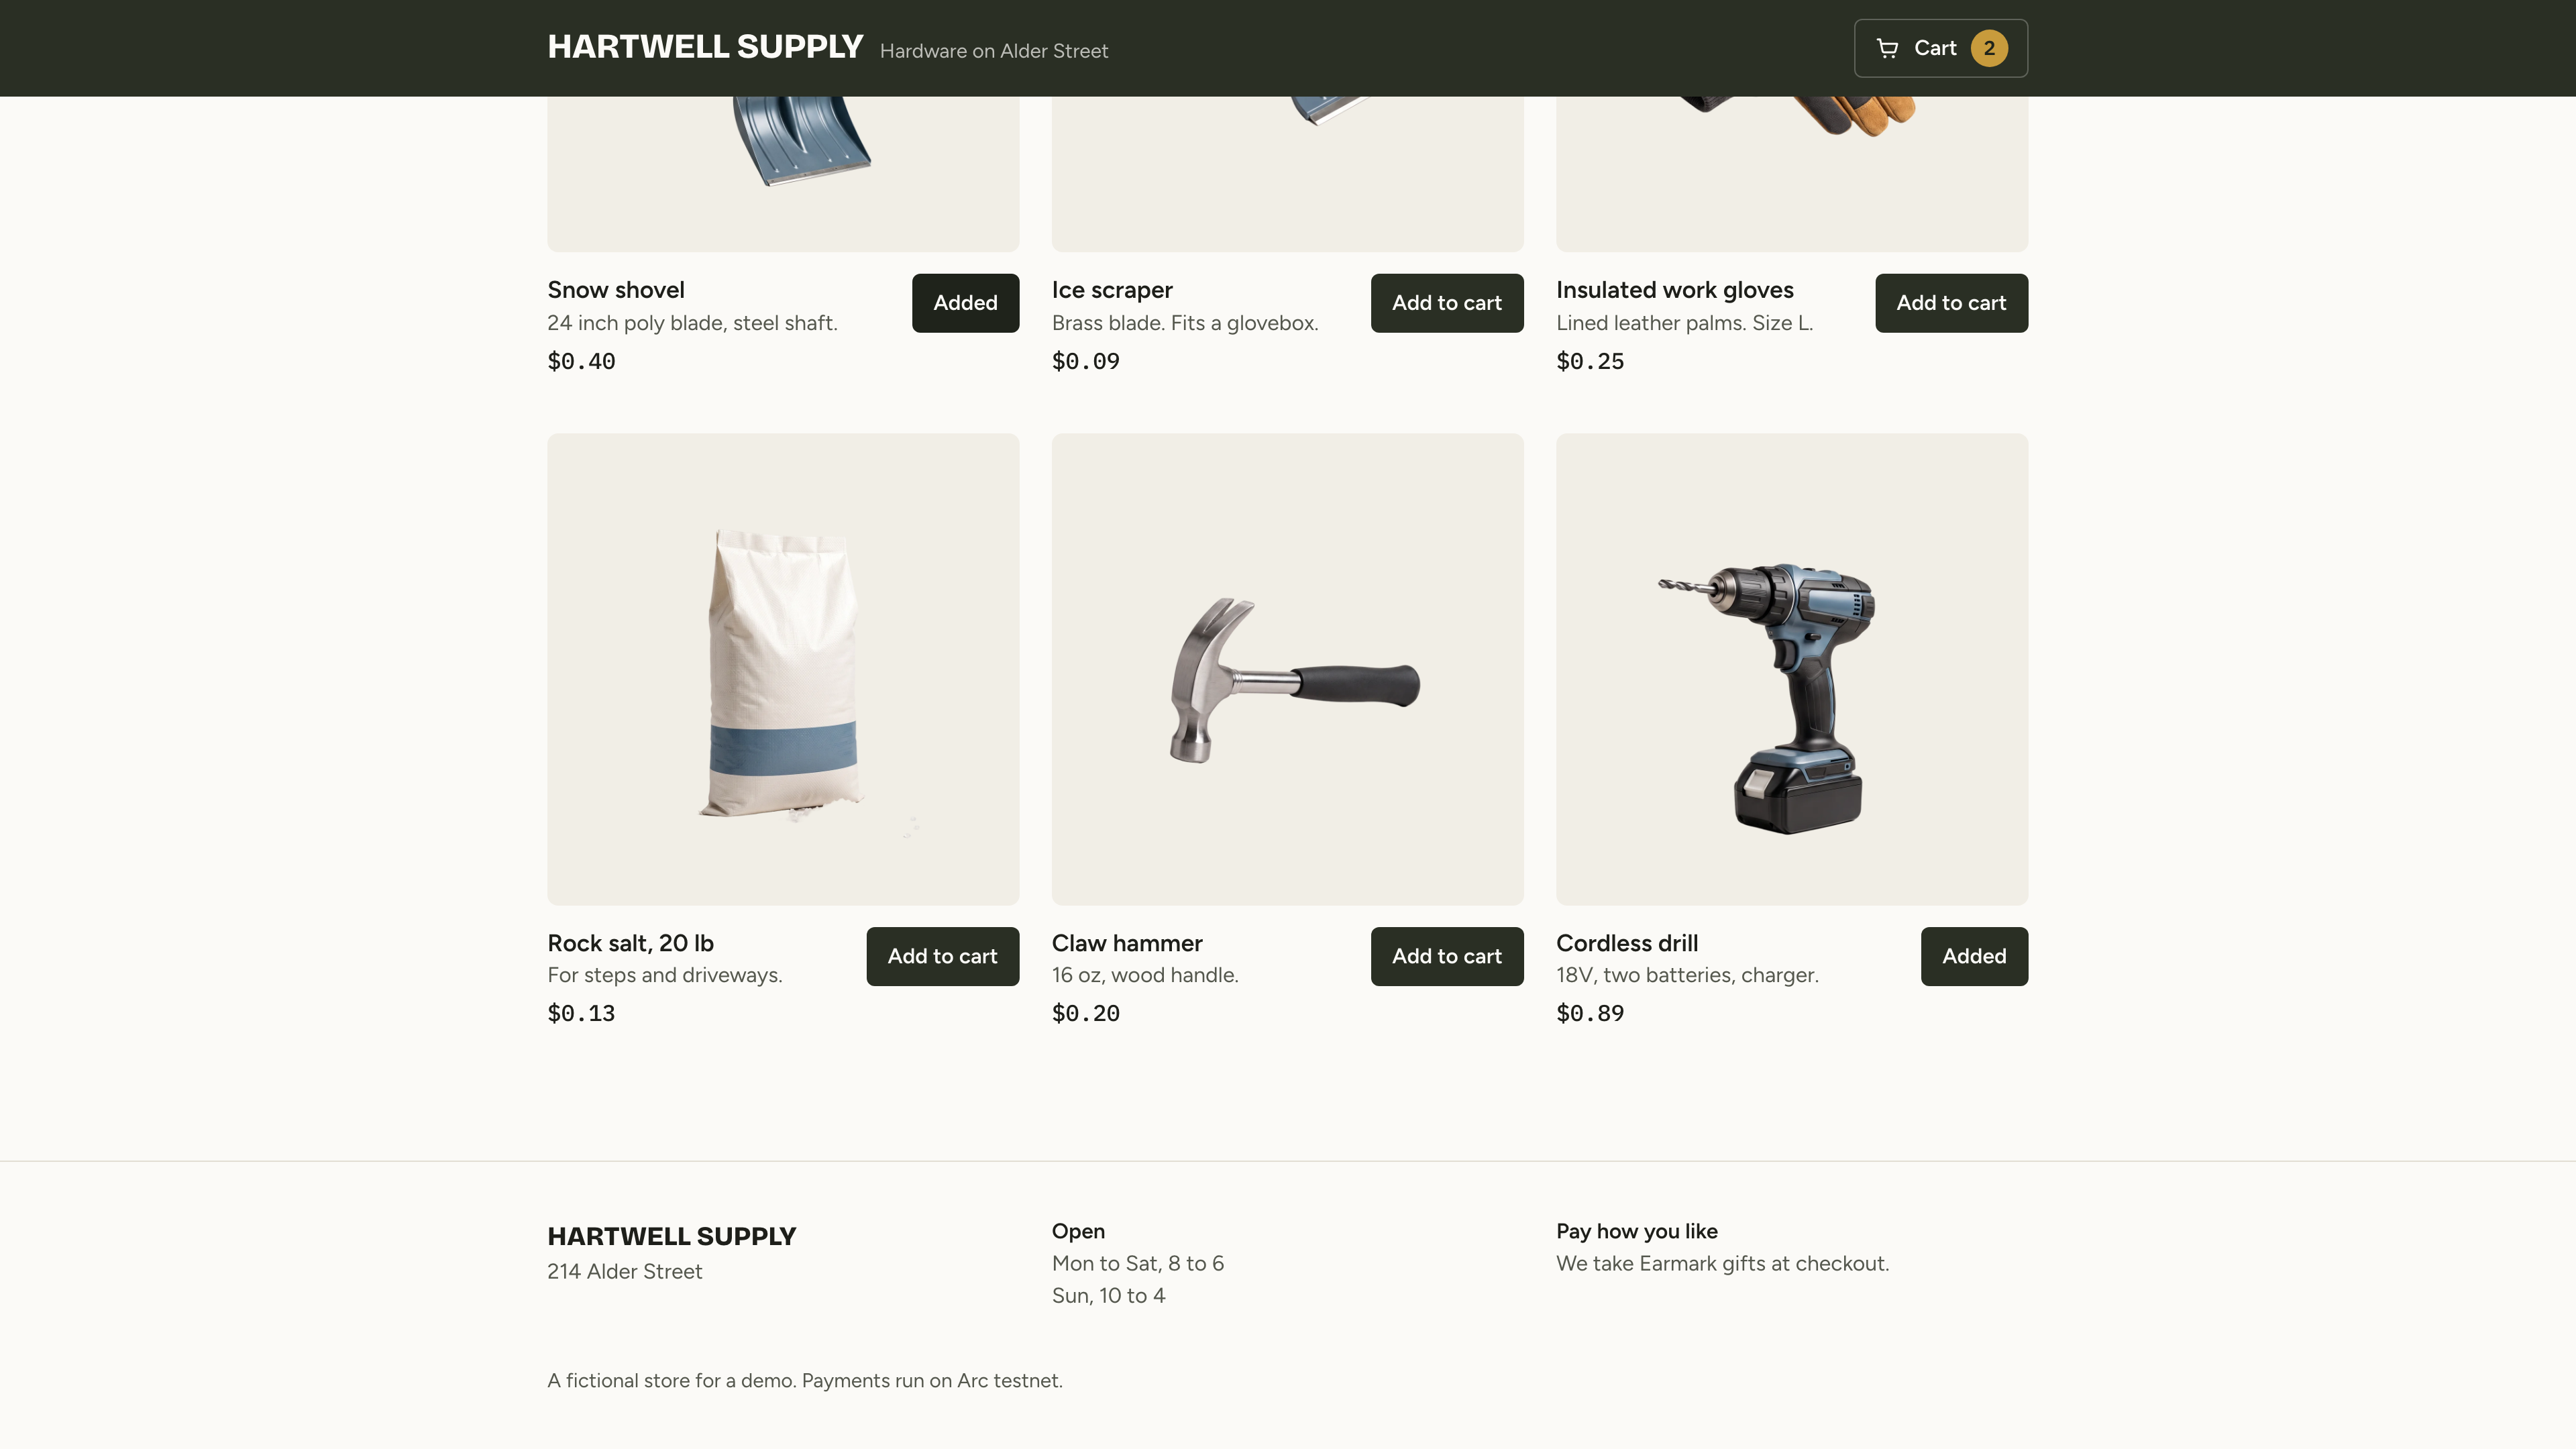 HARTWELL SUPPLY Hardware on Alder Street Cart 2
Snow shovel
24 inch poly blade, steel shaft.
$0.40
Added
Ice scraper
Brass blade. Fits a glovebox.
$0.09
Add to cart
Insulated work gloves
Lined leather palms. Size L.
$0.25
Add to cart
Rock salt, 20 lb
For steps and driveways.
$0.13
Add to cart
Claw hammer
16 oz, wood handle.
$0.20
Add to cart
Cordless drill
18V, two batteries, charger.
$0.89
Added
HARTWELL SUPPLY
214 Alder Street
Open
Mon to Sat, 8 to 6
Sun, 10 to 4
Pay how you like
We take Earmark gifts at checkout.
A fictional store for a demo. Payments run on Arc testnet.